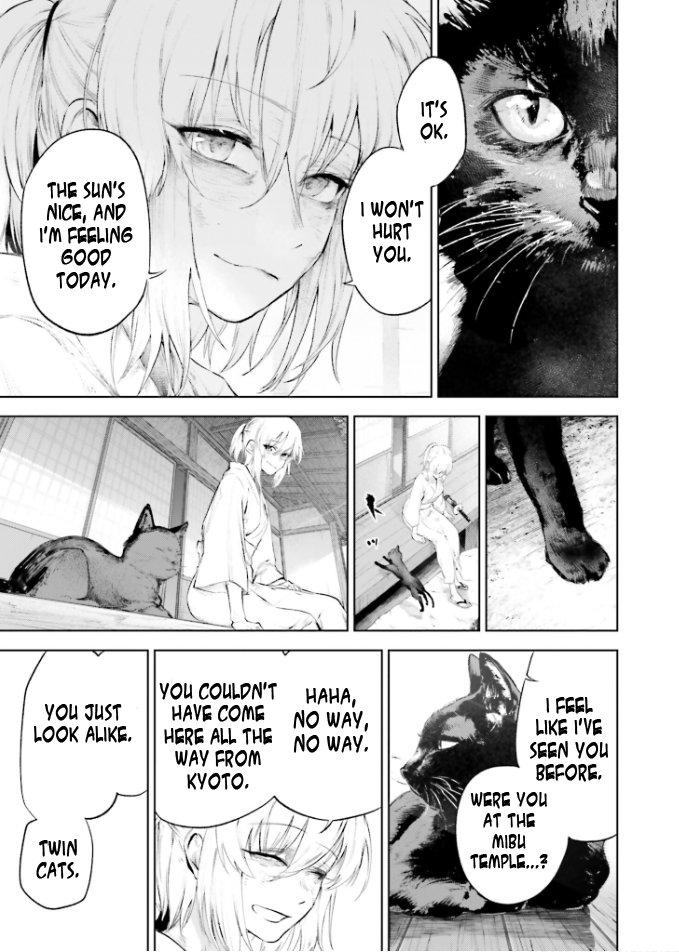 IT'S
OK.
I WON'T
HURT
YOU.
THE SUN'S
NICE, AND
I'M FEELING
GOOD
TODAY.
ッ
I FEEL
LIKE I'VE
SEEN YOU
BEFORE.
WERE YOU
AT THE
MIBU
TEMPLE...?
HAHA,
NO WAY,
NO WAY.
YOU COULDN'T
HAVE COME
HERE ALL THE
WAY FROM
KYOTO.
YOU JUST
LOOK ALIKE.
TWIN
CATS.